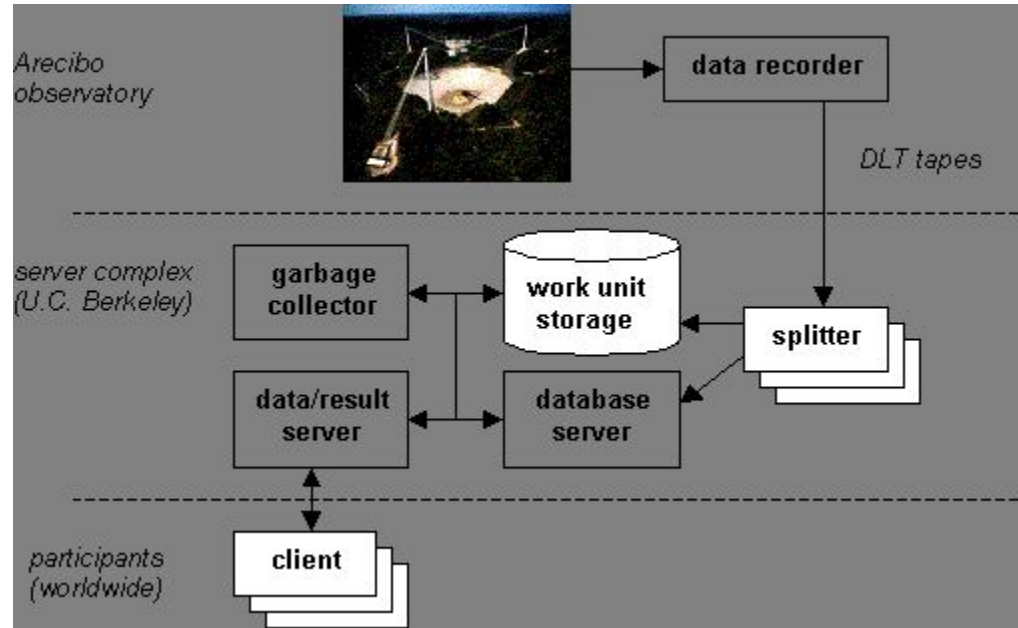 Arecibo
observatory
data recorder
DLT tapes
server complex
(U.C. Berkeley)
garbage
collector
work unit
storage
splitter
data/result
server
database
server
participants
(worldwide)
client